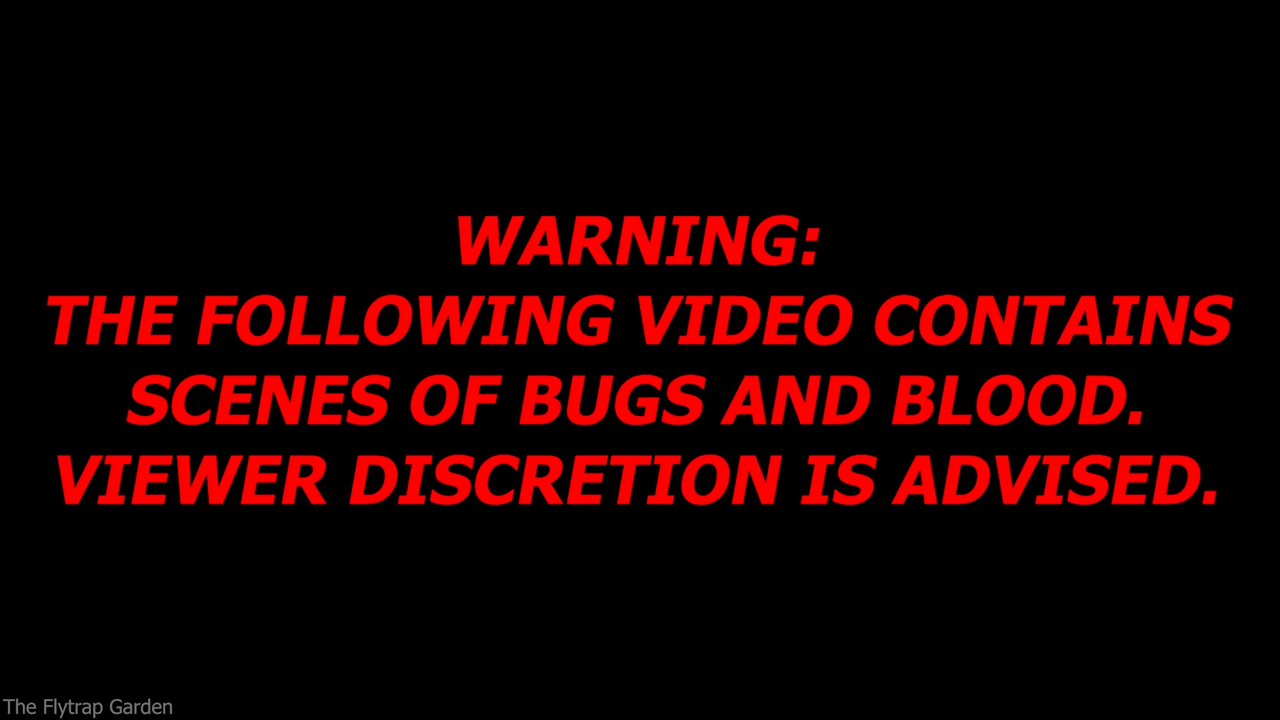 WARNING:
THE FOLLOWING VIDEO CONTAINS
SCENES OF BUGS AND BLOOD.
VIEWER DISCRETION IS ADVISED.
The Flytrap Garden